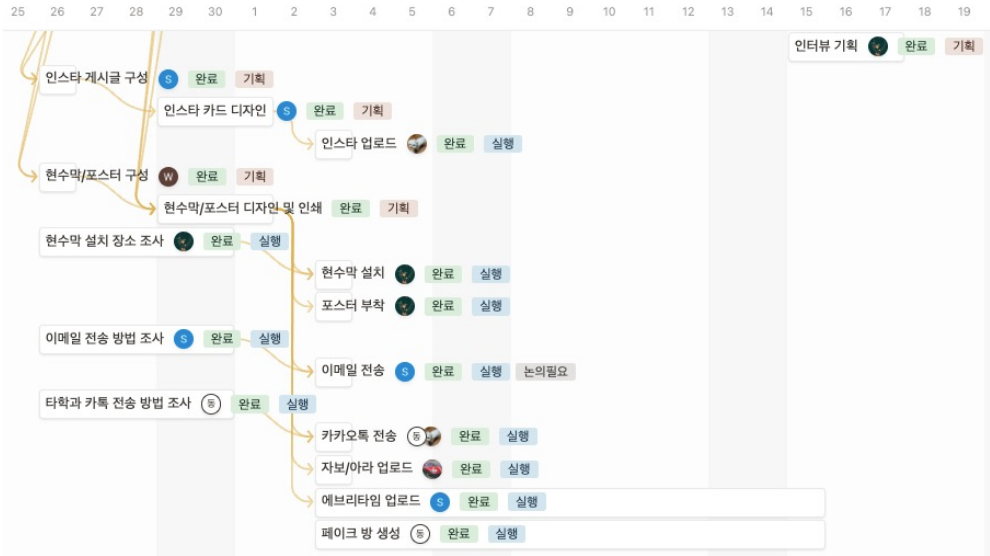 25 26 27 28 29 30 1 2 3 4 5 6 7 8 9 10 11 12 13 14 15 16 17 18 19
인터뷰 기획 완료 기획
인스타 게시글 구성 S 완료 기획
인스타 카드 디자인 S 완료 기획
인스타 업로드 완료 실행
현수막/포스터 구성 W 완료 기획
현수막/포스터 디자인 및 인쇄 완료 기획
현수막 설치 장소 조사 완료 실행
현수막 설치 완료 실행
포스터 부착 완료 실행
이메일 전송 방법 조사 S 완료 실행
이메일 전송 S 완료 실행 논의필요
타학과 카톡 전송 방법 조사 동 완료 실행
카카오톡 전송 동 완료 실행
자보/아라 업로드 완료 실행
에브리타임 업로드 S 완료 실행
페이크 방 생성 동 완료 실행